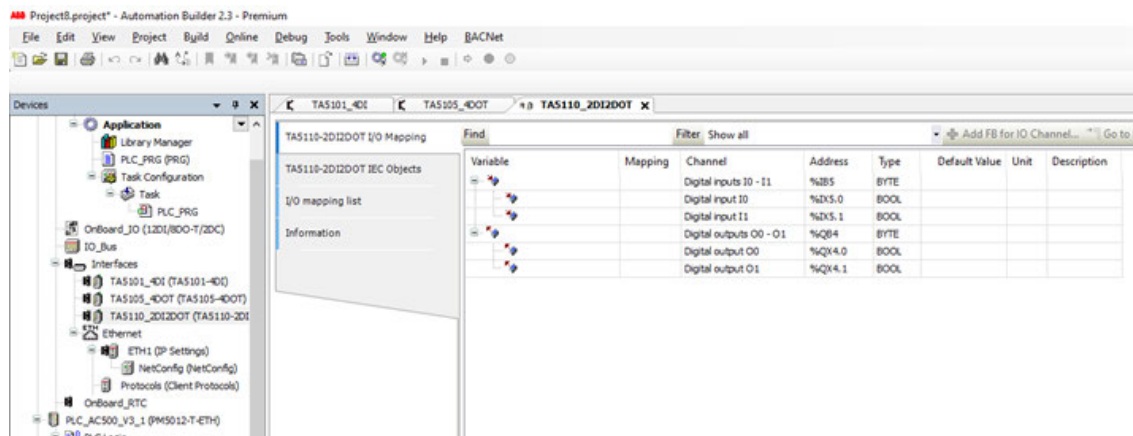 ABB Project8.project* - Automation Builder 2.3 - Premium
File Edit View Project Build Online Debug Tools Window Help BACNet
Devices
TA5101_4DI TA5105_4DOT TA5110_2DI2DOT
Application
Library Manager
PLC_PRG (PRG)
Task Configuration
Task
PLC_PRG
OnBoard_IO (12DI/8DO-T/2DC)
IO_Bus
Interfaces
TA5101_4DI (TA5101-4DI)
TA5105_4DOT (TA5105-4DOT)
TA5110_2DI2DOT (TA5110-2DI
Ethernet
ETH1 (IP Settings)
NetConfig (NetConfig)
Protocols (Client Protocols)
OnBoard_RTC
PLC_AC500_V3_1 (PM5012-T-ETH)
TA5110-2DI2DOT I/O Mapping
TA5110-2DI2DOT IEC Objects
I/O mapping list
Information
Find Filter Show all Add FB for IO Channel... Go to
Variable Mapping Channel Address Type Default Value Unit Description
Digital inputs I0 - I1 %IB5 BYTE
Digital input I0 %IX5.0 BOOL
Digital input I1 %IX5.1 BOOL
Digital outputs O0 - O1 %QB4 BYTE
Digital output O0 %QX4.0 BOOL
Digital output O1 %QX4.1 BOOL